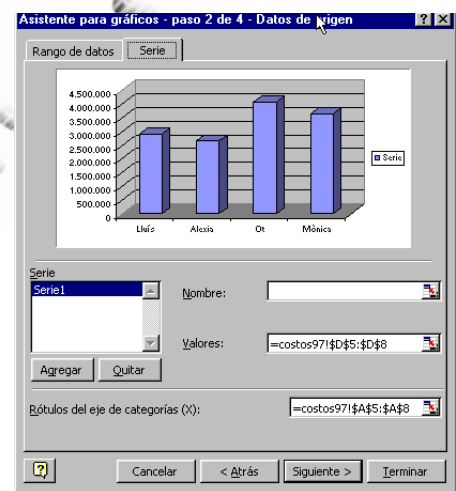 Asistente para gráficos - paso 2 de 4 - Datos de origen
Rango de datos Serie
4.500.000
4.000.000
3.500.000
3.000.000
2.500.000
2.000.000
1.500.000
1.000.000
500.000
0
Lluís Alexia Ot Mònica
Serie
Serie
Serie1
Nombre:
Valores: =costos97!$D$5:$D$8
Agregar Quitar
Rótulos del eje de categorías (X): =costos97!$A$5:$A$8
Cancelar < Atrás Siguiente > Terminar